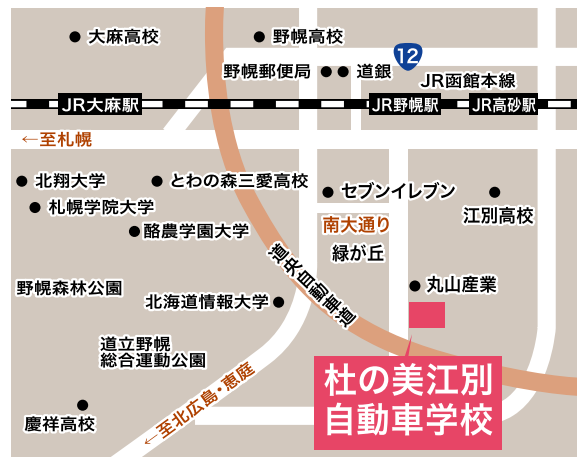 大麻高校
野幌高校
12
野幌郵便局
道銀
JR函館本線
JR大麻駅
JR野幌駅
JR高砂駅
←至札幌
北翔大学
とわの森三愛高校
セブンイレブン
札幌学院大学
江別高校
酪農学園大学
南大通り
緑が丘
道央自動車道
野幌森林公園
丸山産業
北海道情報大学
道立野幌
総合運動公園
杜の美江別
自動車学校
←至北広島・恵庭
慶祥高校